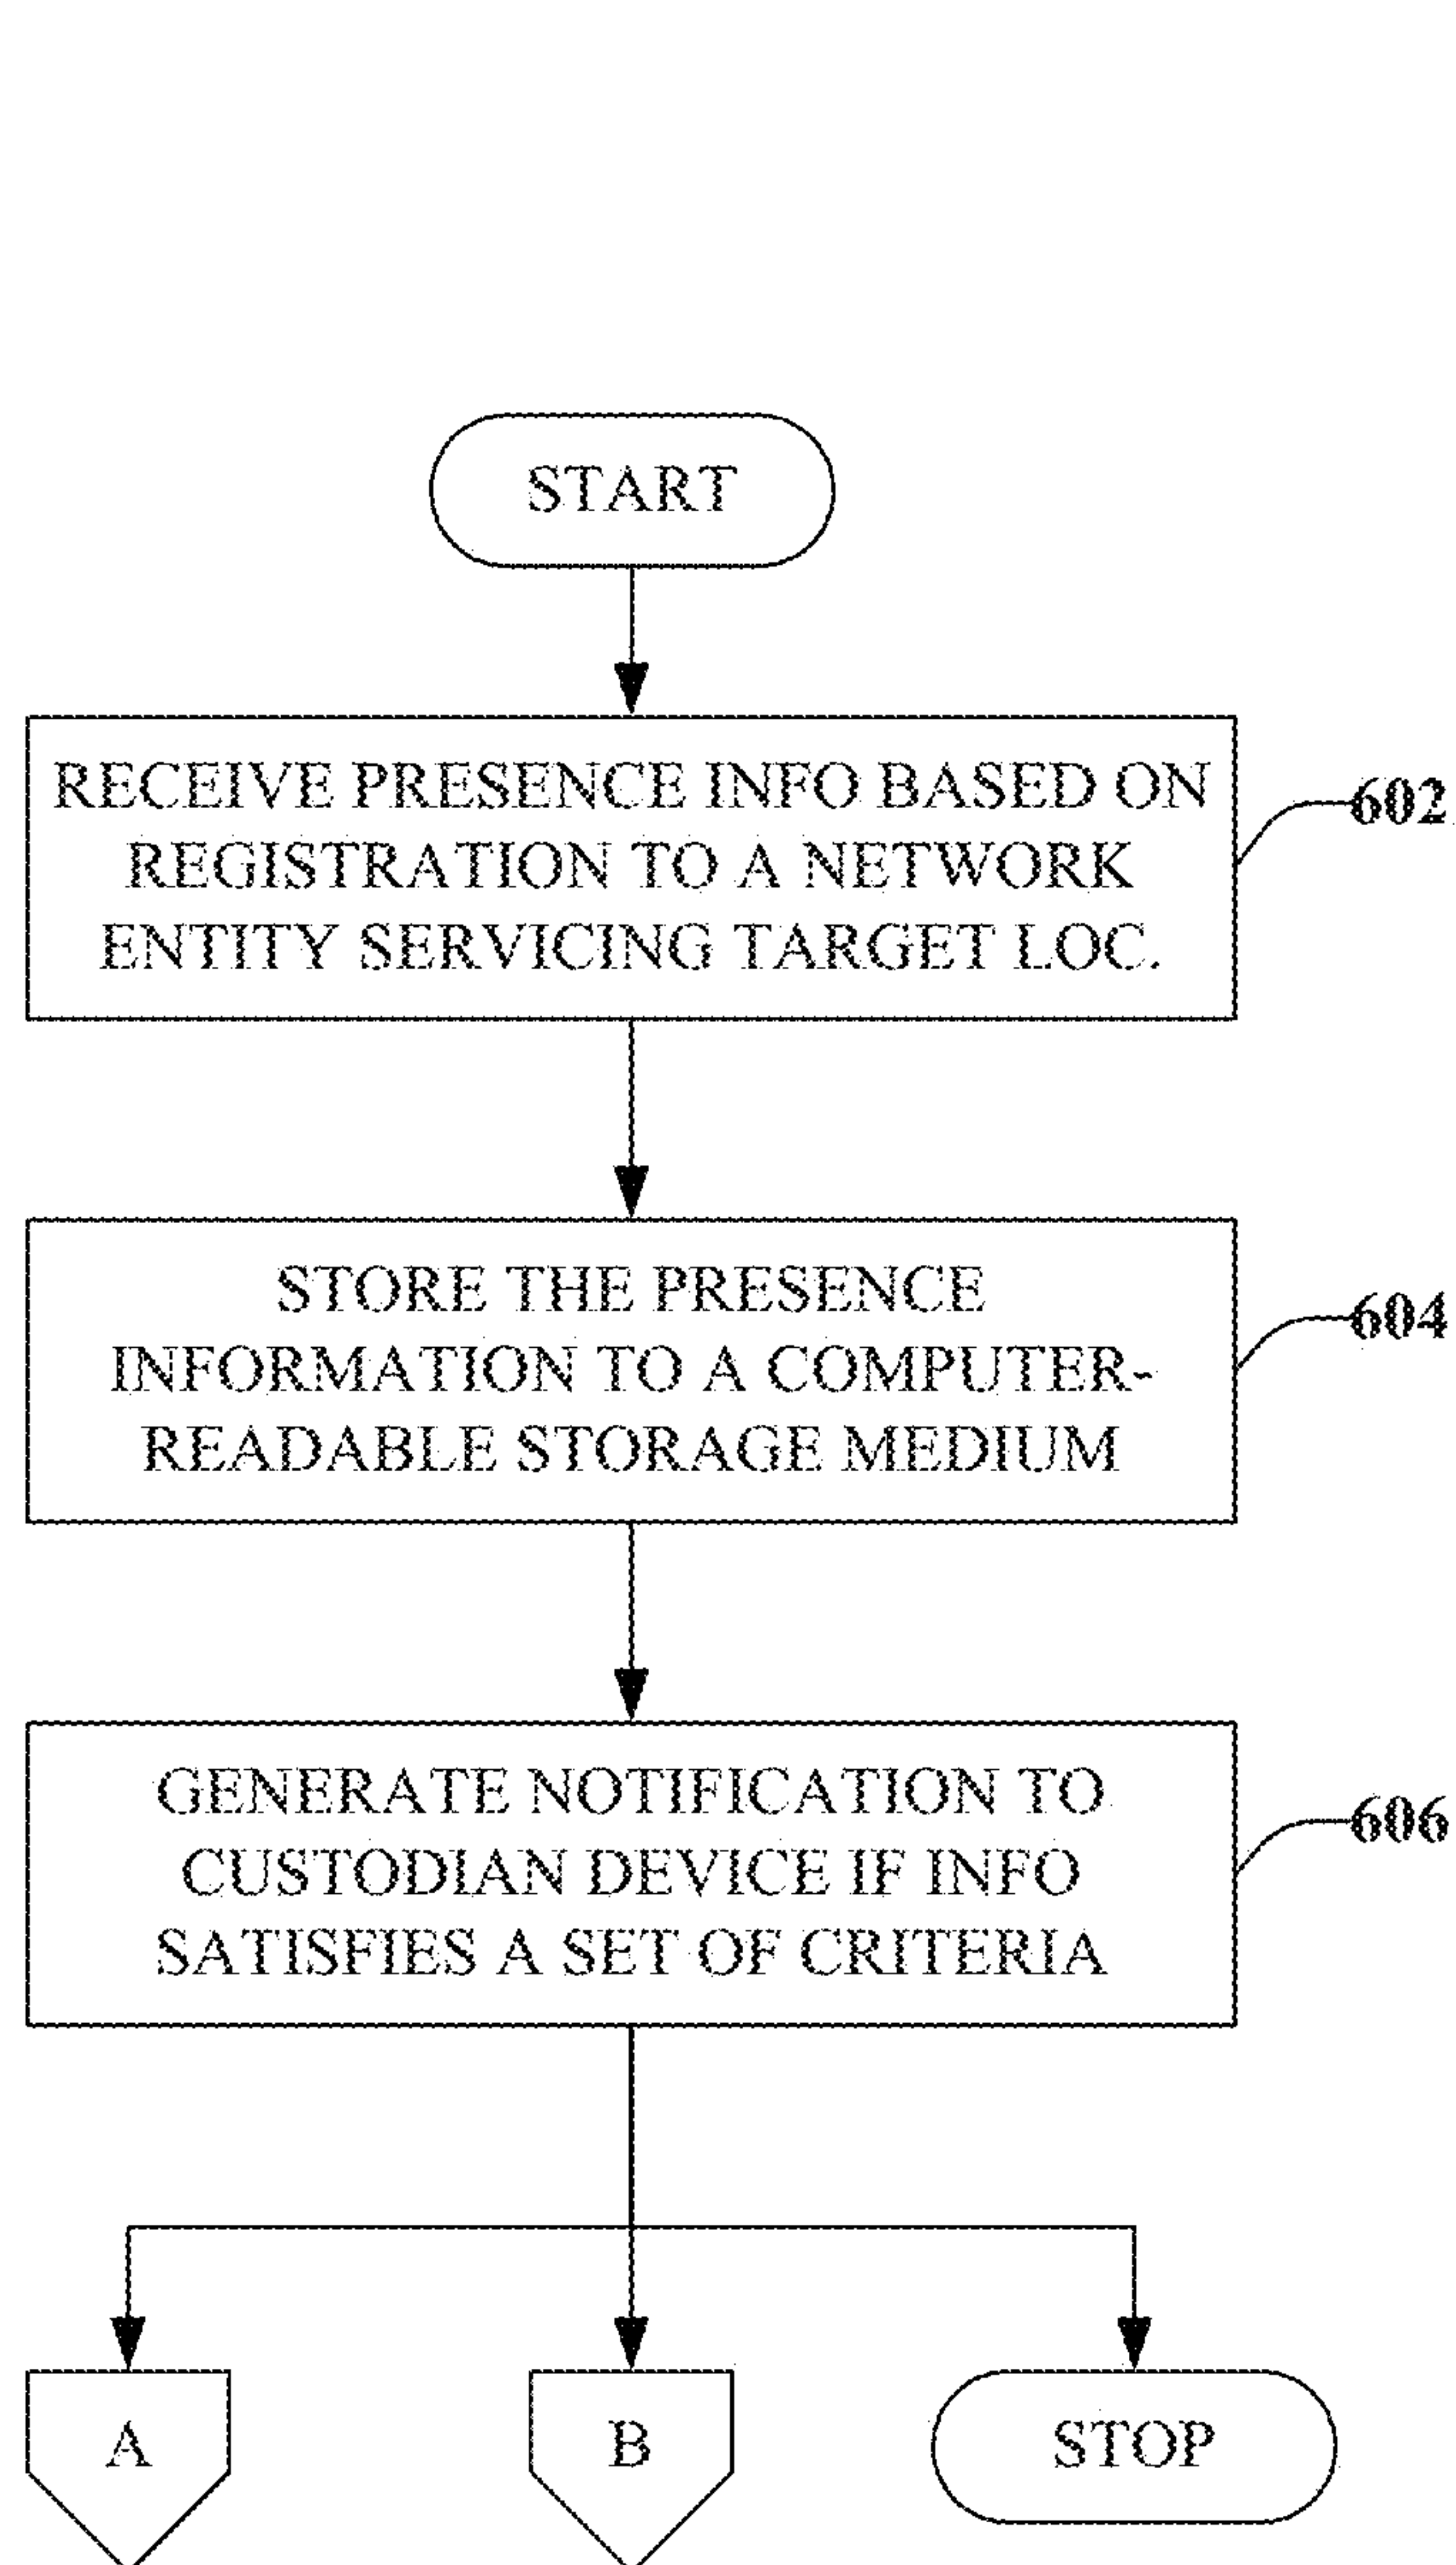 START
RECEIVE PRESENCE INFO BASED ON
REGISTRATION TO A NETWORK
ENTITY SERVICING TARGET LOC.
602
STORE THE PRESENCE
INFORMATION TO A COMPUTER-
READABLE STORAGE MEDIUM
604
GENERATE NOTIFICATION TO
CUSTODIAN DEVICE IF INFO
SATISFIES A SET OF CRITERIA
606
A
B
STOP